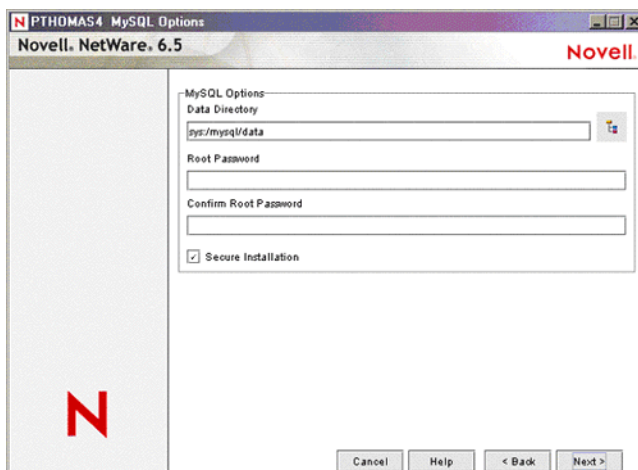 N PTHOMAS4 MySQL Options
Novell. NetWare. 6.5
Novell.
MySQL Options
Data Directory
sys:/mysql/data
Root Password
Confirm Root Password
Secure Installation
N
Cancel Help < Back Next >